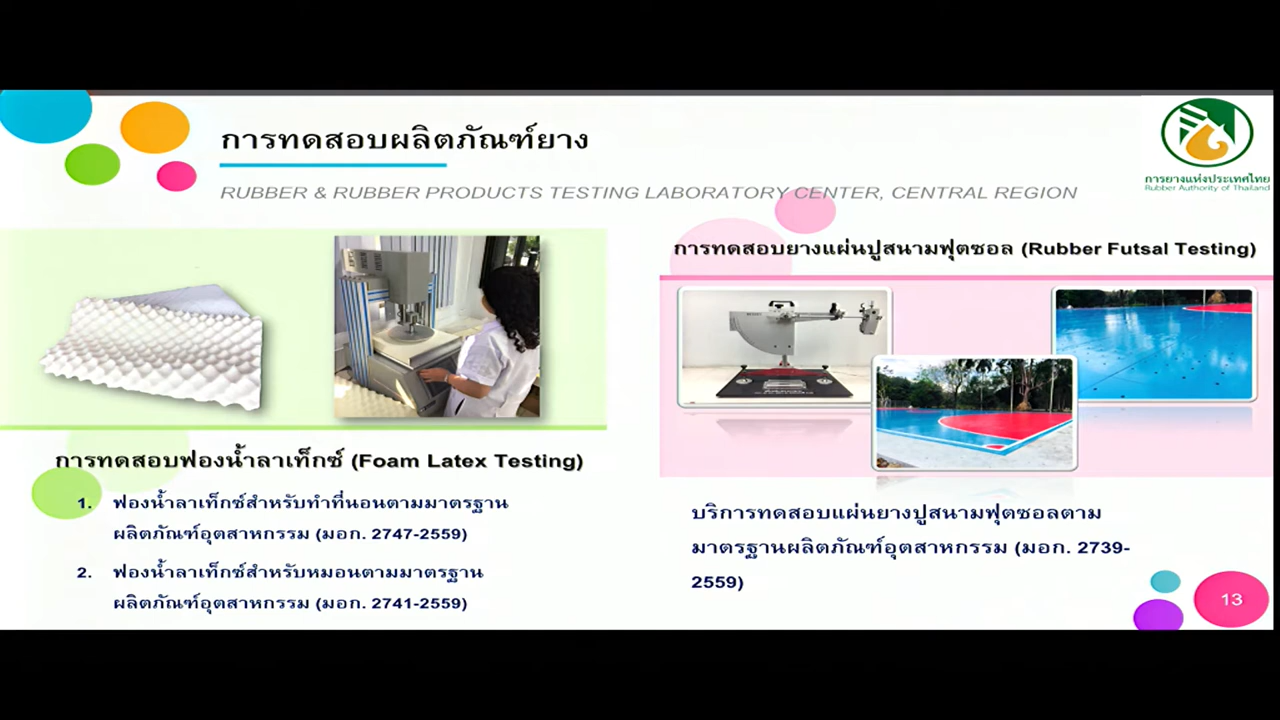 การทดสอบผลิตภัณฑ์ยาง
RUBBER & RUBBER PRODUCTS TESTING LABORATORY CENTER, CENTRAL REGION
การยางแห่งประเทศไทย
Rubber Authority of Thailand
การทดสอบฟองน้ำลาเท็กซ์ (Foam Latex Testing)
1. ฟองน้ำลาเท็กซ์สำหรับทำที่นอนตามมาตรฐาน
ผลิตภัณฑ์อุตสาหกรรม (มอก. 2747-2559)
2. ฟองน้ำลาเท็กซ์สำหรับหมอนตามมาตรฐาน
ผลิตภัณฑ์อุตสาหกรรม (มอก. 2741-2559)
การทดสอบยางแผ่นปูสนามฟุตซอล (Rubber Futsal Testing)
บริการทดสอบแผ่นยางปูสนามฟุตซอลตาม
มาตรฐานผลิตภัณฑ์อุตสาหกรรม (มอก. 2739-
2559)
13